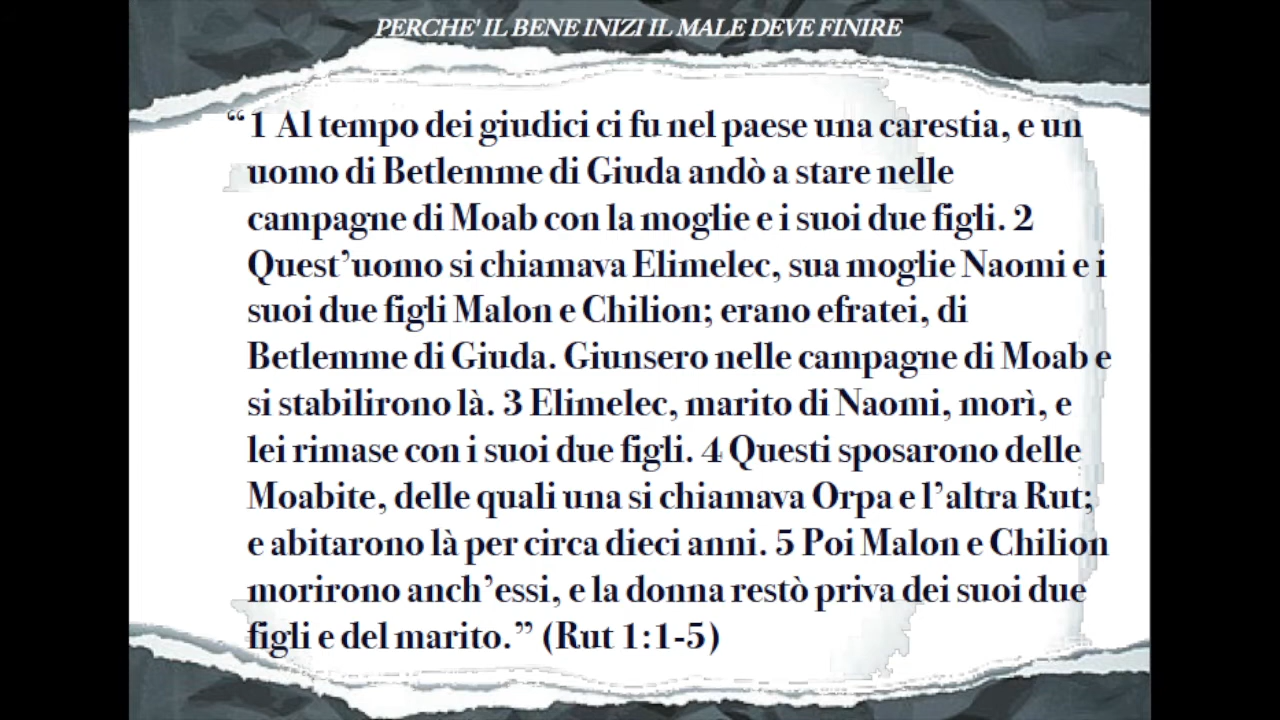 PERCHE' IL BENE INIZI IL MALE DEVE FINIRE
“1 Al tempo dei giudici ci fu nel paese una carestia, e un
uomo di Betlemme di Giuda andò a stare nelle
campagne di Moab con la moglie e i suoi due figli. 2
Quest’uomo si chiamava Elimelec, sua moglie Naomi e i
suoi due figli Malon e Chilion; erano efratei, di
Betlemme di Giuda. Giunsero nelle campagne di Moab e
si stabilirono là. 3 Elimelec, marito di Naomi, morì, e
lei rimase con i suoi due figli. 4 Questi sposarono delle
Moabite, delle quali una si chiamava Orpa e l’altra Rut;
e abitarono là per circa dieci anni. 5 Poi Malon e Chilion
morirono anch’essi, e la donna restò priva dei suoi due
figli e del marito.” (Rut 1:1-5)